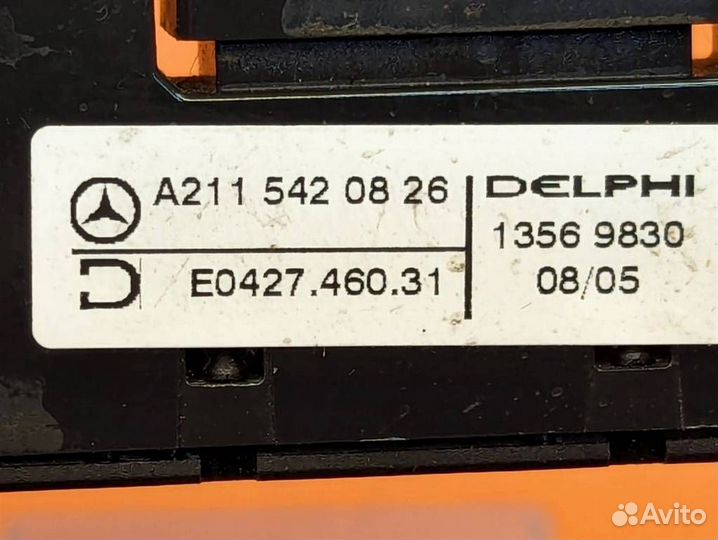 A211 542 08 26
DELPHI
1356 9830
E0427.460.31
08/05
Avito